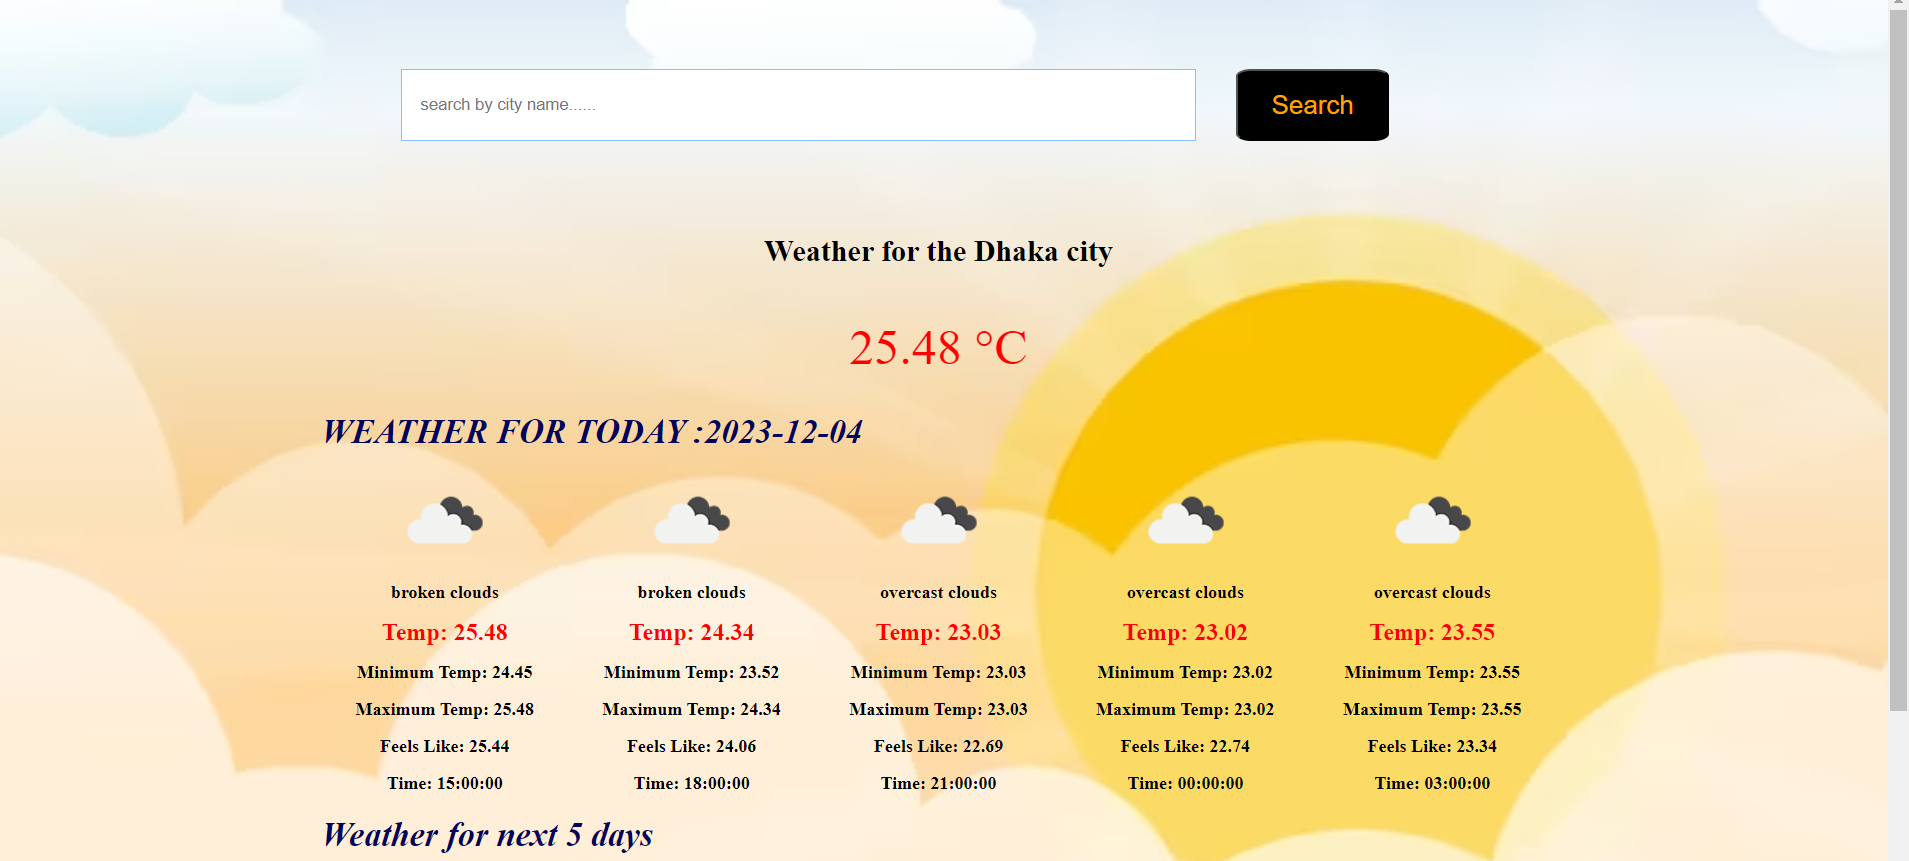 search by city name......
Search
Weather for the Dhaka city
25.48 °C
WEATHER FOR TODAY :2023-12-04
broken clouds broken clouds overcast clouds overcast clouds overcast clouds
Temp: 25.48 Temp: 24.34 Temp: 23.03 Temp: 23.02 Temp: 23.55
Minimum Temp: 24.45 Minimum Temp: 23.52 Minimum Temp: 23.03 Minimum Temp: 23.02 Minimum Temp: 23.55
Maximum Temp: 25.48 Maximum Temp: 24.34 Maximum Temp: 23.03 Maximum Temp: 23.02 Maximum Temp: 23.55
Feels Like: 25.44 Feels Like: 24.06 Feels Like: 22.69 Feels Like: 22.74 Feels Like: 23.34
Time: 15:00:00 Time: 18:00:00 Time: 21:00:00 Time: 00:00:00 Time: 03:00:00
Weather for next 5 days